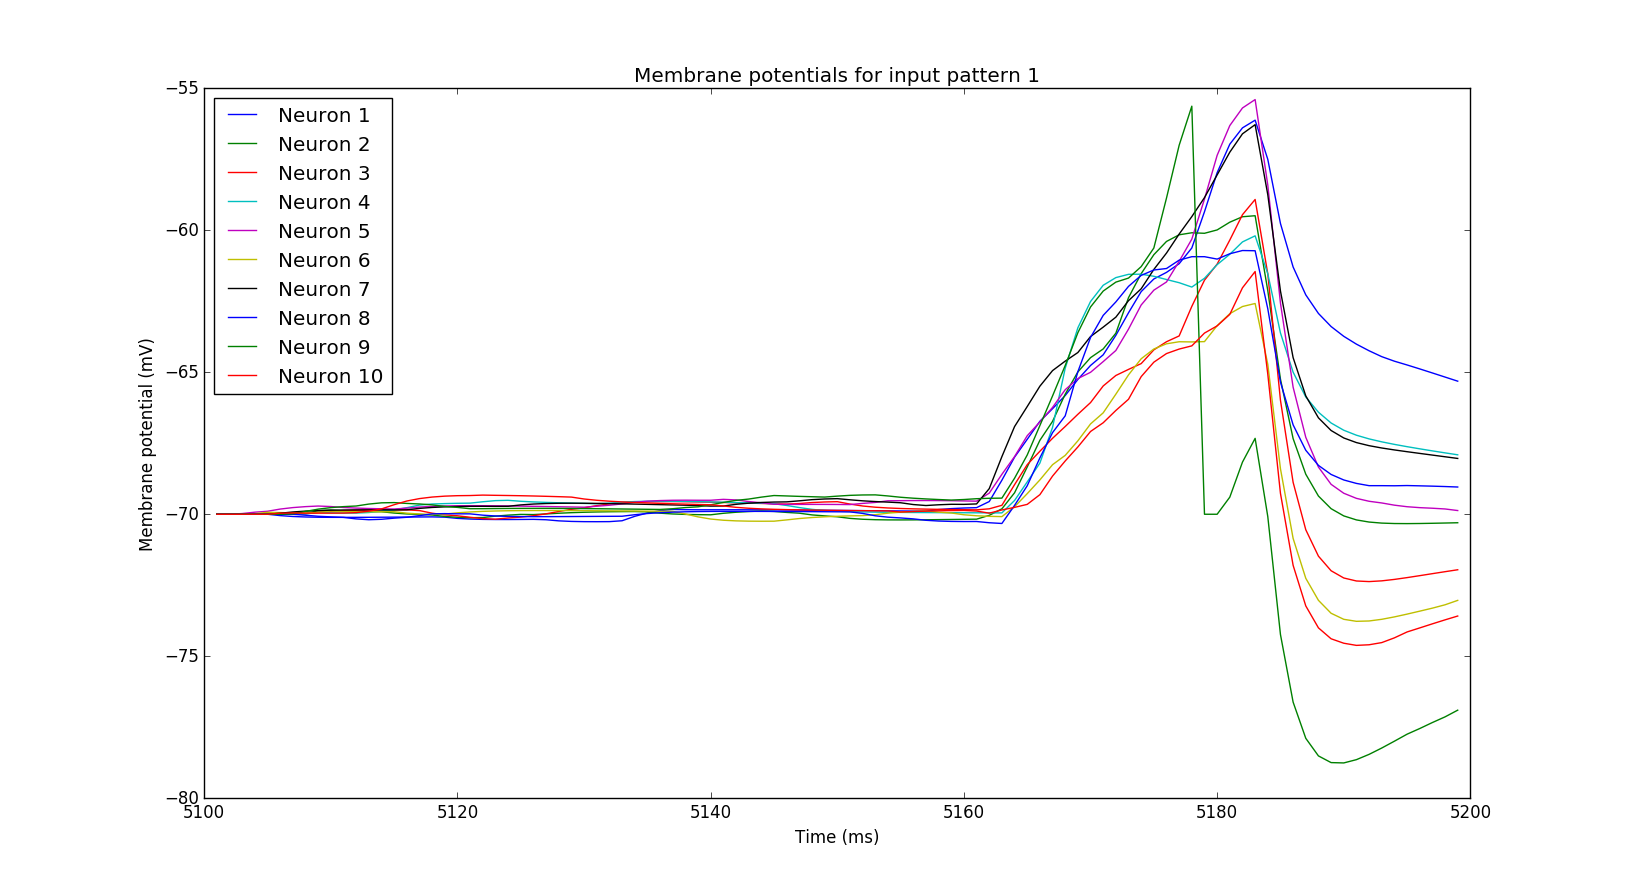 Membrane potentials for input pattern 1
−55
−60
−65
−70
−75
−80
Membrane potential (mV)
Neuron 1
Neuron 2
Neuron 3
Neuron 4
Neuron 5
Neuron 6
Neuron 7
Neuron 8
Neuron 9
Neuron 10
5100 5120 5140 5160 5180 5200
Time (ms)